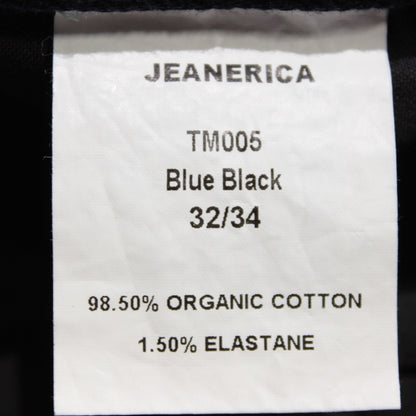 JEANERICA
TM005
Blue Black
32/34
98.50% ORGANIC COTTON
1.50% ELASTANE